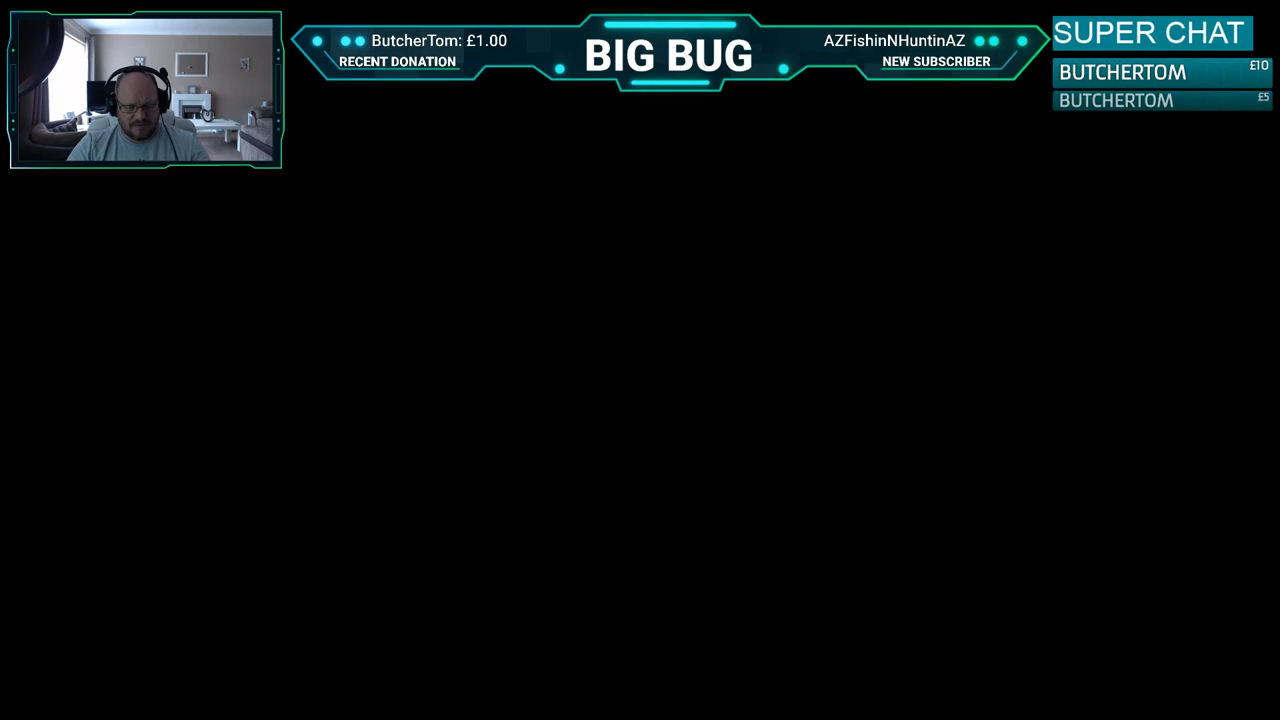 ButcherTom: £1.00
RECENT DONATION
BIG BUG
AZFishinNHuntinAZ
NEW SUBSCRIBER
SUPER CHAT
BUTCHERTOM £10
BUTCHERTOM £5